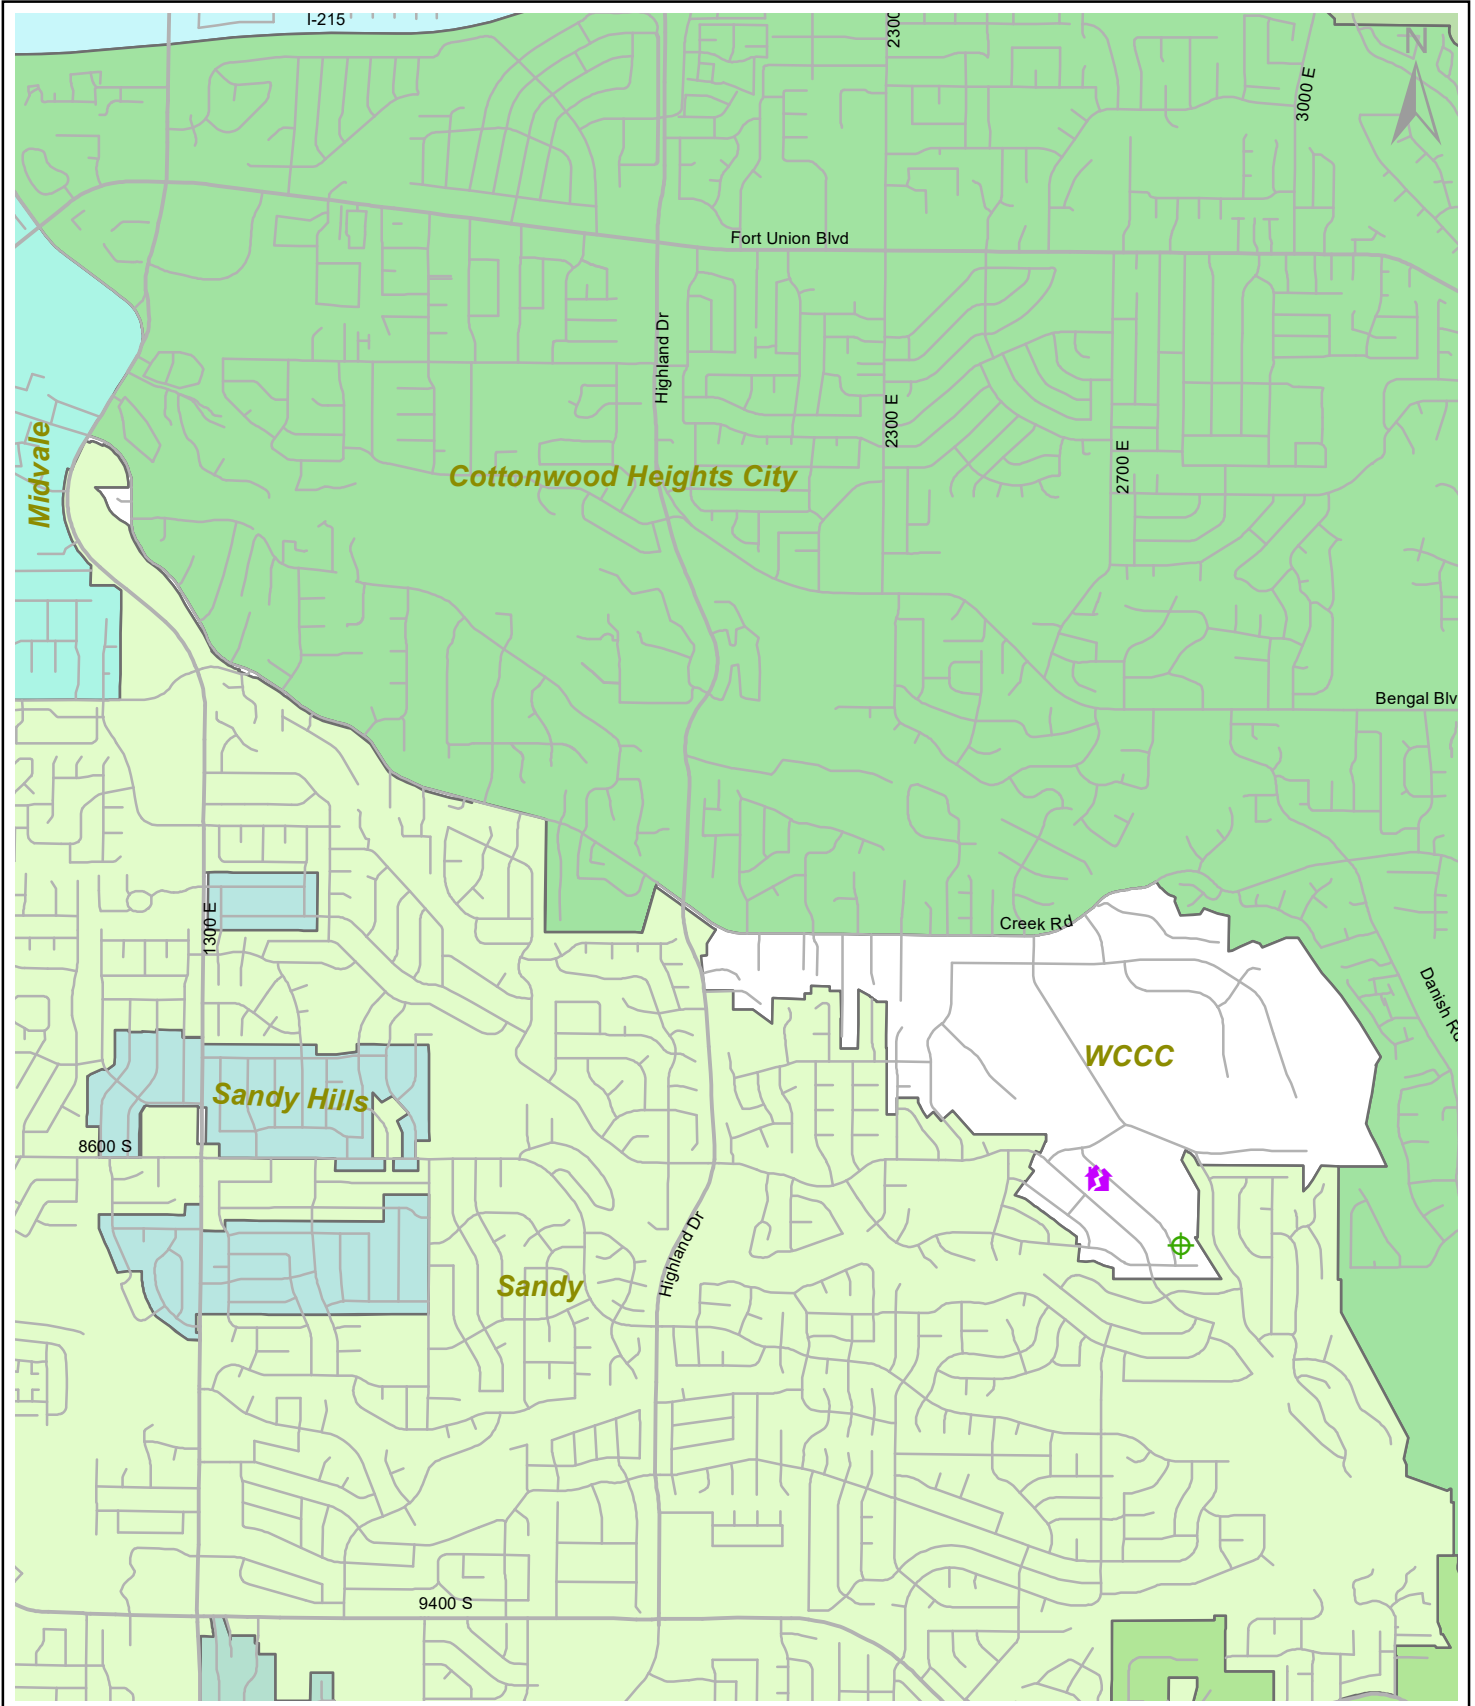 I-215
2300
N
3000 E
Fort Union Blvd
Highland Dr
2300 E
Midvale
Cottonwood Heights City
2700 E
Bengal Blv
1300 E
Creek Rd
Danish Rd
WCCC
Sandy Hills
8600 S
Highland Dr
Sandy
9400 S